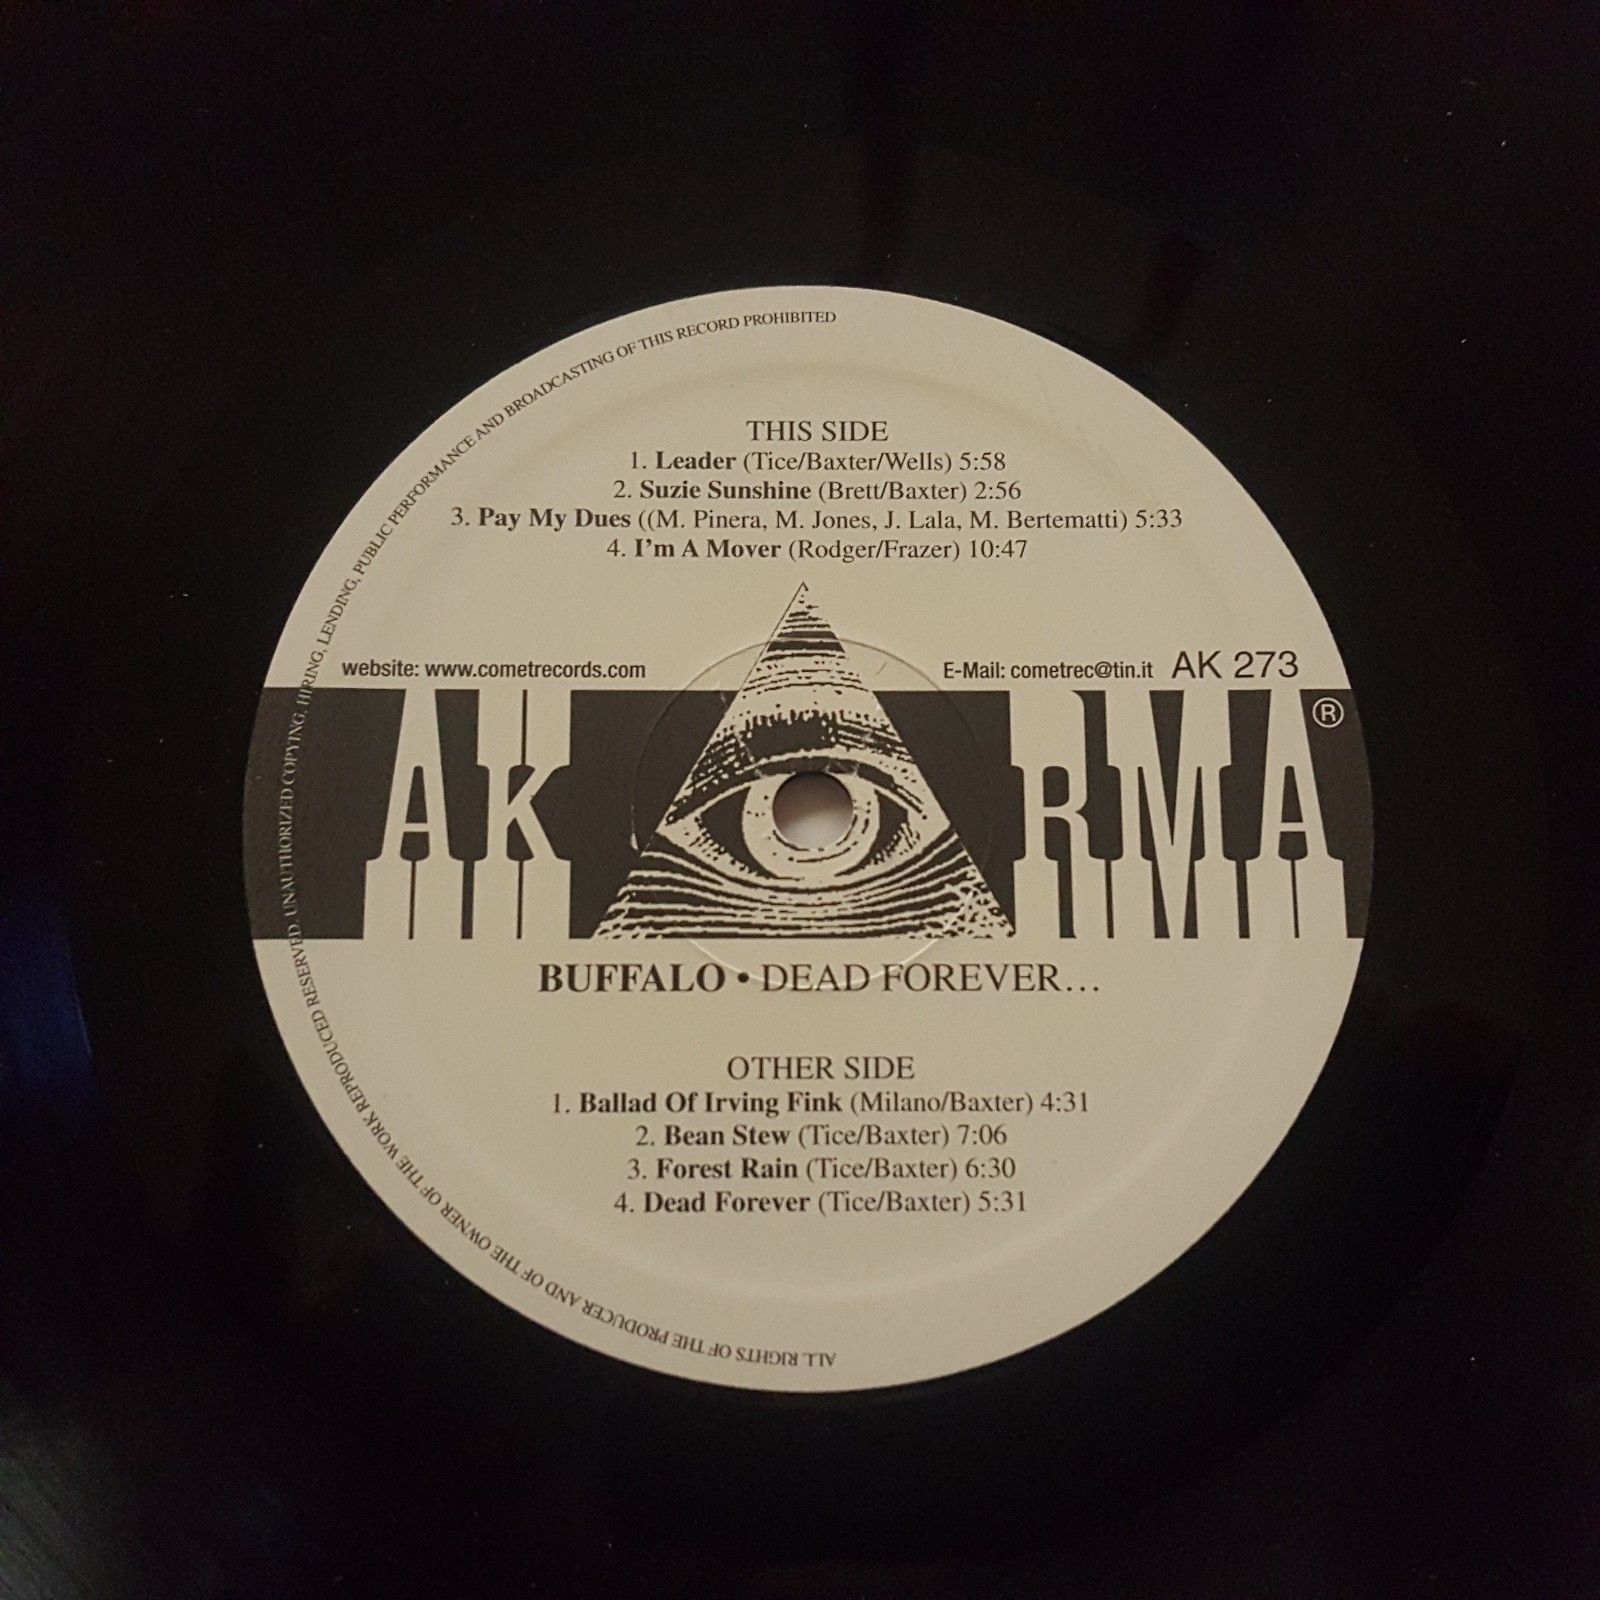 THIS SIDE
1. Leader (Tice/Baxter/Wells) 5:58
2. Suzie Sunshine (Brett/Baxter) 2:56
3. Pay My Dues ((M. Pinera, M. Jones, J. Lala, M. Bertematti) 5:33
4. I'm A Mover (Rodger/Frazer) 10:47
website: www.cometrecords.com E-Mail: cometrec@tin.it AK 273
AKARMA®
BUFFALO • DEAD FOREVER...
OTHER SIDE
1. Ballad Of Irving Fink (Milano/Baxter) 4:31
2. Bean Stew (Tice/Baxter) 7:06
3. Forest Rain (Tice/Baxter) 6:30
4. Dead Forever (Tice/Baxter) 5:31
ALL RIGHTS OF THE PRODUCER AND OF THE OWNER OF THE WORK REPRODUCED RESERVED. UNAUTHORIZED COPYING, HIRING, LENDING, PUBLIC PERFORMANCE AND BROADCASTING OF THIS RECORD PROHIBITED